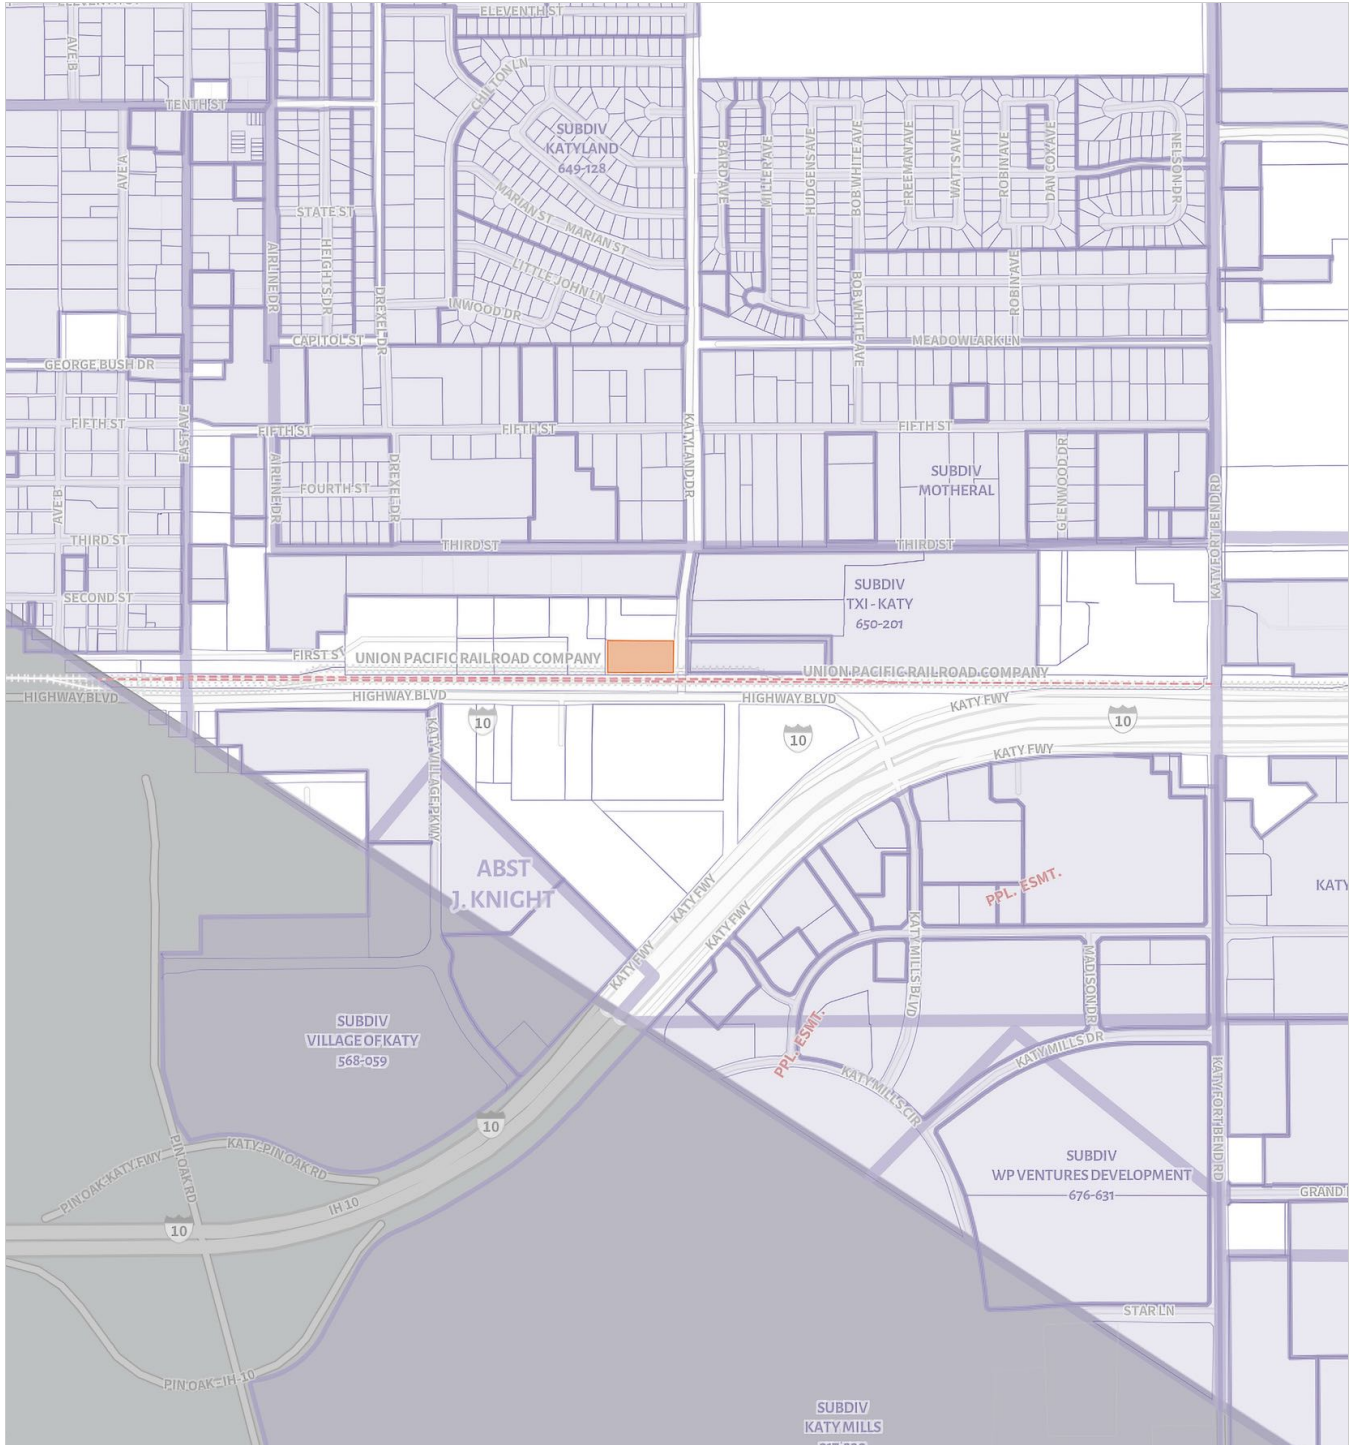 ELEVENTH ST
AVE B
CHILTON LN
TENTH ST
SUBDIV
KATYLAND
649-128
AVE A
BAIRD AVE
MILLER AVE
HUDGENS AVE
BOB WHITE AVE
FREEMAN AVE
WATTS AVE
ROBIN AVE
DAN COX AVE
NELSON DR
STATE ST
MARIAN ST
MARIAN ST
AIRLINE DR
HEIGHTS DR
LITTLE JOHN LN
ROBIN AVE
DREXEL DR
INWOOD DR
BOB WHITE AVE
CAPITOL ST
MEADOWLARK LN
GEORGE BUSH DR
EAST AVE
FIFTH ST
FIFTH ST
FIFTH ST
KATYLAND DR
FIFTH ST
AVE B
AIRLINE DR
FOURTH ST
DREXEL DR
SUBDIV
MOTHERAL
GLENWOOD DR
KATY FORT BEND RD
THIRD ST
THIRD ST
THIRD ST
SECOND ST
SUBDIV
TXI - KATY
650-201
FIRST ST
UNION PACIFIC RAILROAD COMPANY
UNION PACIFIC RAILROAD COMPANY
HIGHWAY BLVD
HIGHWAY BLVD
HIGHWAY BLVD
KATY FWY
10
10
10
KATY VILLAGE PKWY
KATY FWY
ABST
J. KNIGHT
PPL. ESMT.
KATY
KATY FWY
KATY FWY
KATY MILLS BLVD
KATY FWY
MADISON DR
SUBDIV
VILLAGE OF KATY
568-059
PPL. ESMT.
KATY MILLS DR
KATY MILLS CIR
KATY FORT BEND RD
10
PIN OAK RD
KATY-PIN OAK RD
PIN OAK-KATY FWY
SUBDIV
WP VENTURES DEVELOPMENT
676-631
GRAND
IH 10
10
STAR LN
PIN OAK - IH-10
SUBDIV
KATY MILLS